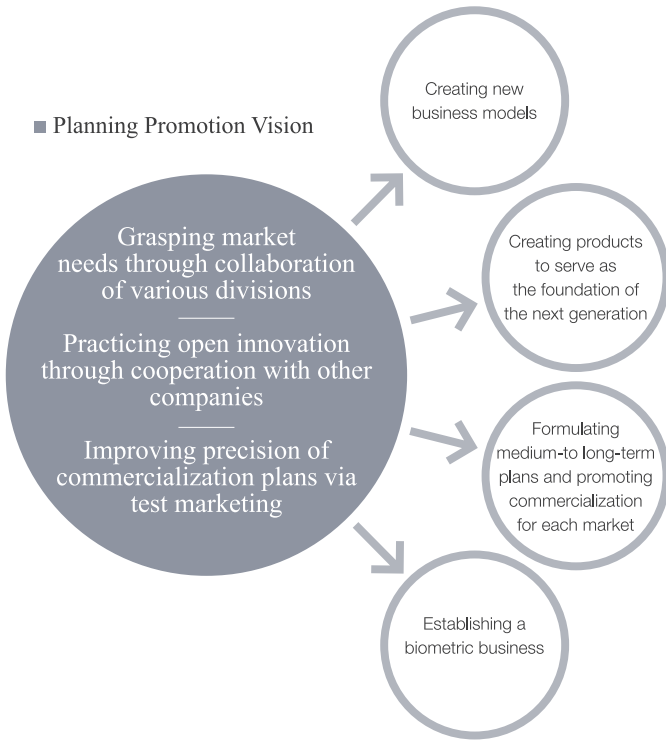 ■ Planning Promotion Vision
Grasping market
needs through collaboration
of various divisions
Practicing open innovation
through cooperation with other
companies
Improving precision of
commercialization plans via
test marketing
Creating new
business models
Creating products
to serve as
the foundation of
the next generation
Formulating
medium-to long-term
plans and promoting
commercialization
for each market
Establishing a
biometric business